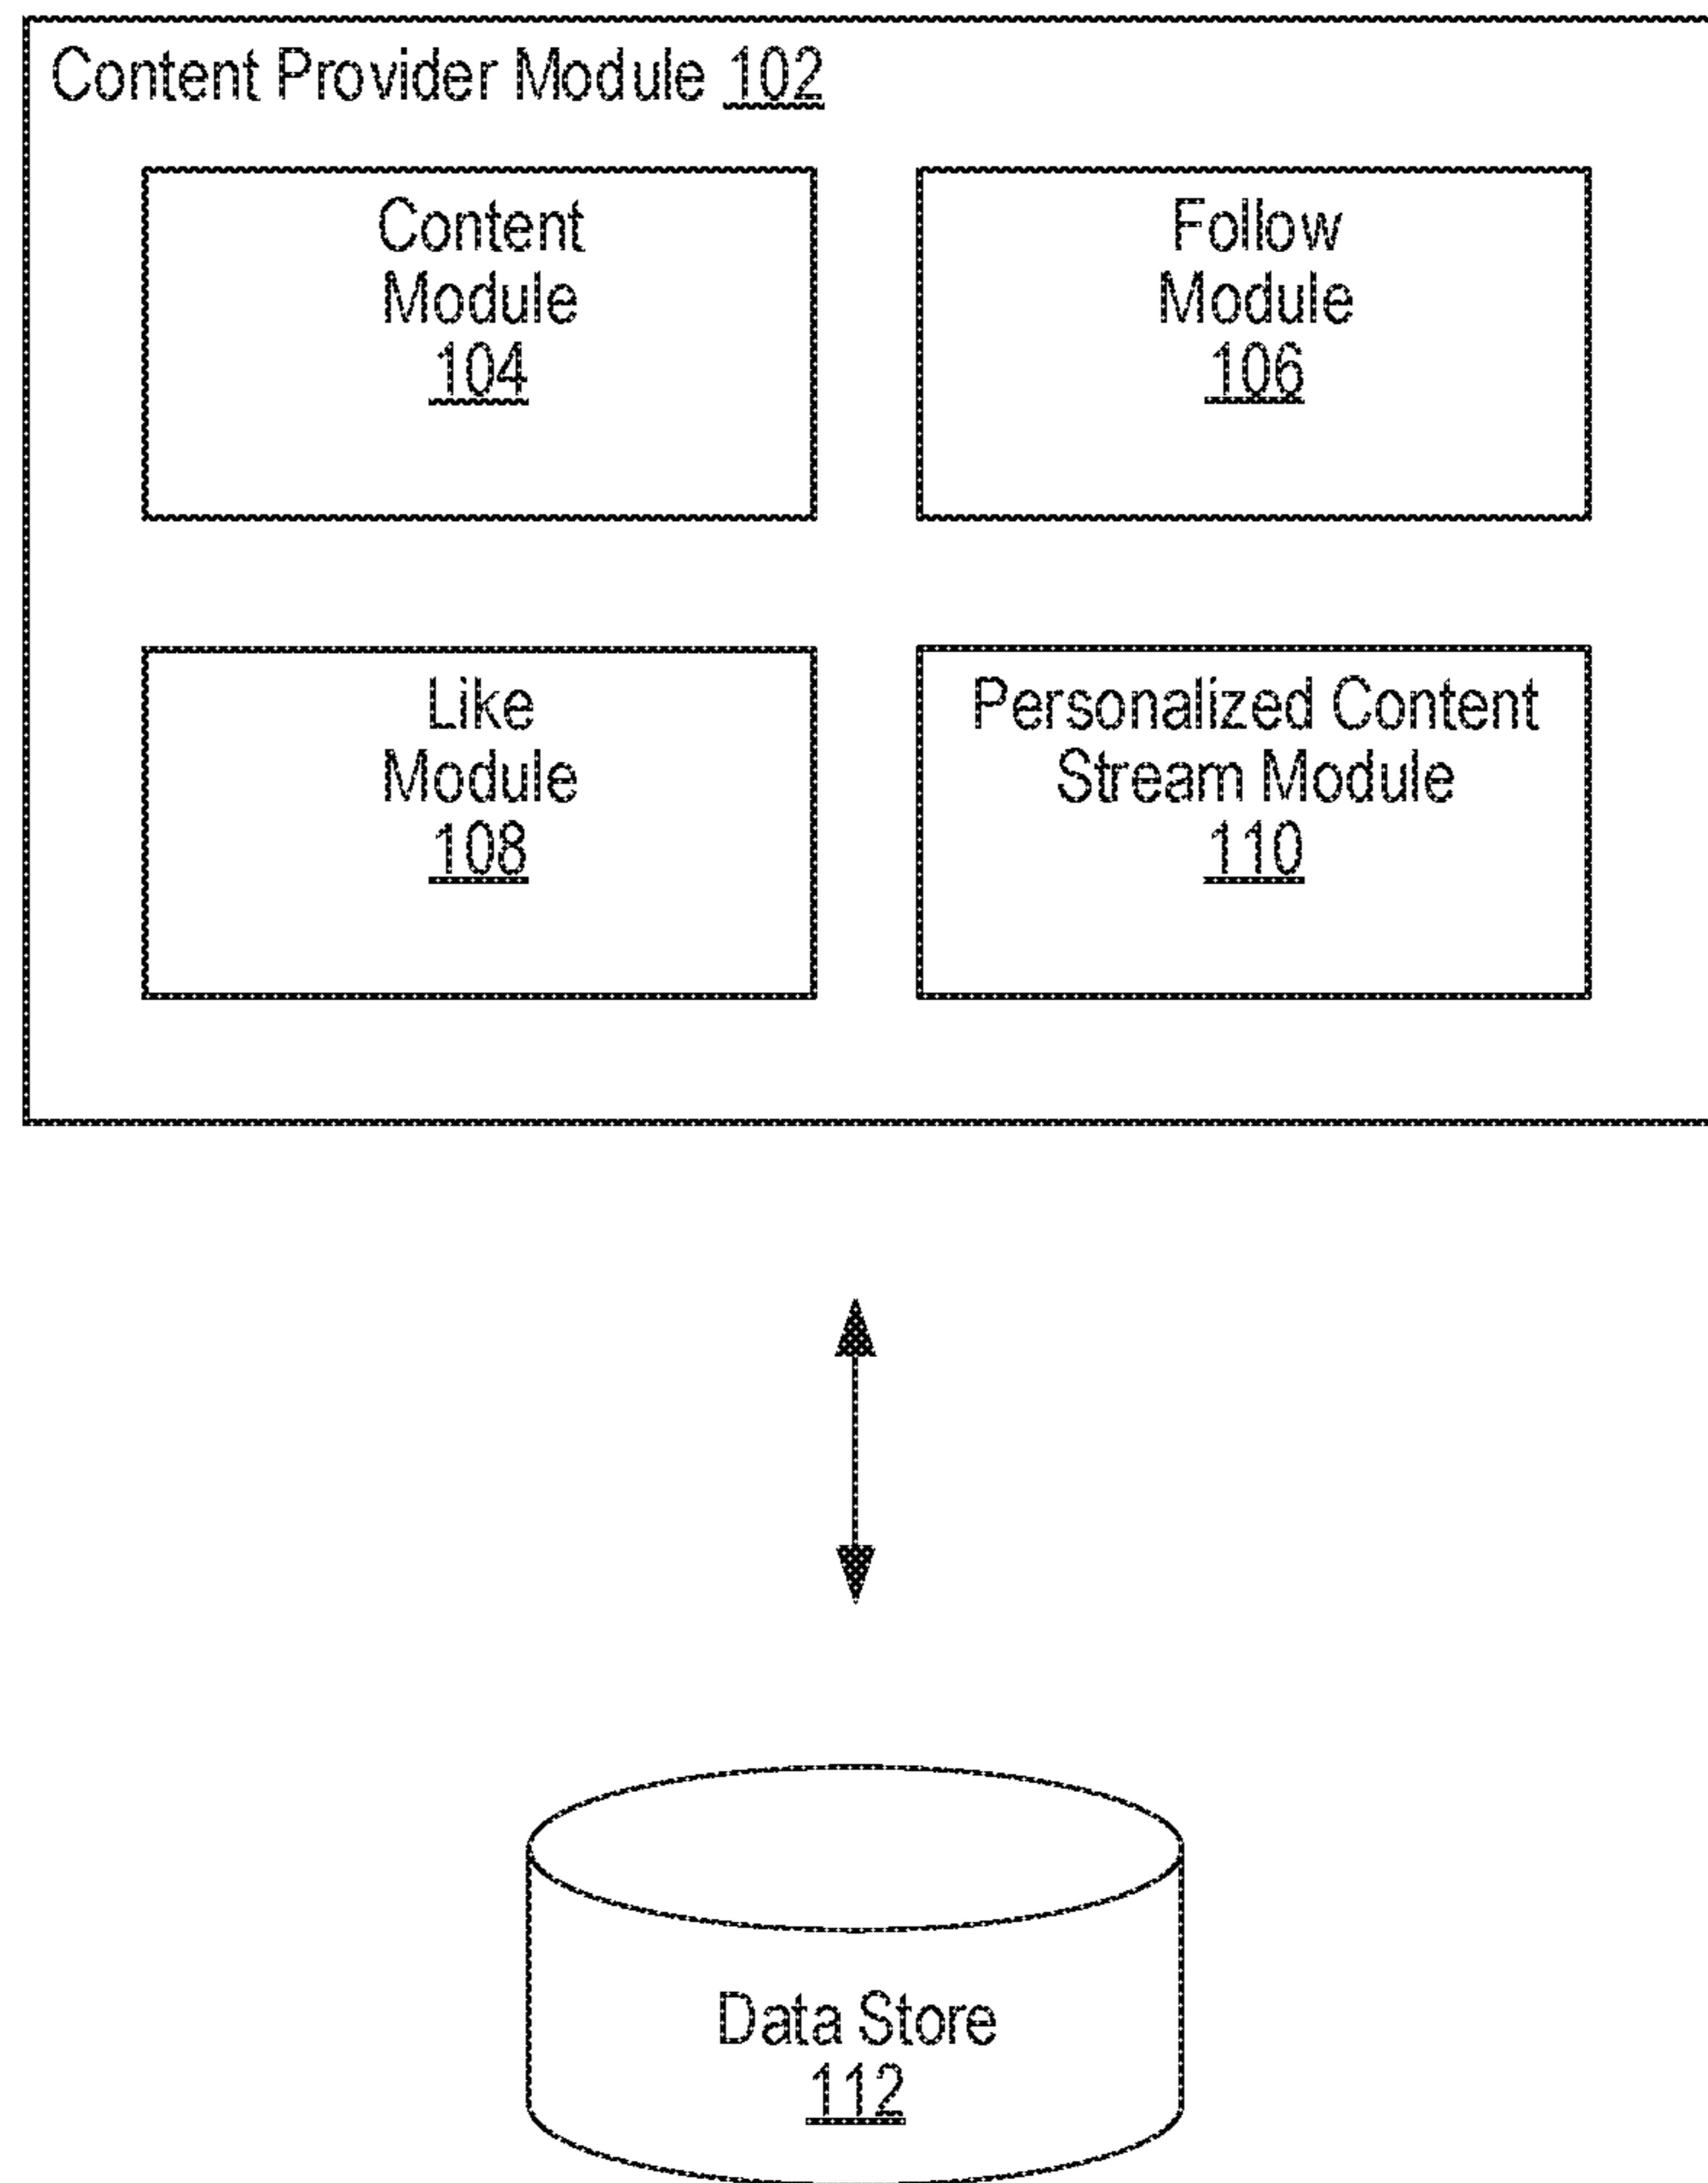 Content Provider Module 102
Content
Module
104
Follow
Module
106
Like
Module
108
Personalized Content
Stream Module
110
Data Store
112